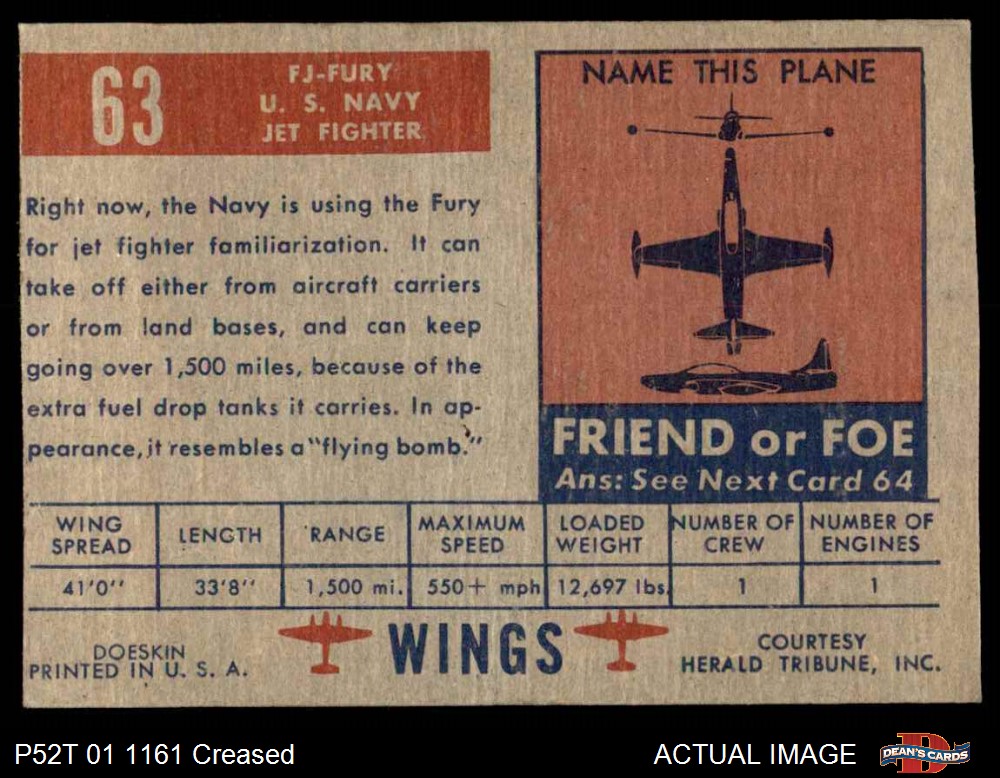 63
FJ-FURY
U. S. NAVY
JET FIGHTER
Right now, the Navy is using the Fury
for jet fighter familiarization. It can
take off either from aircraft carriers
or from land bases, and can keep
going over 1,500 miles, because of the
extra fuel drop tanks it carries. In ap-
pearance, it resembles a "flying bomb."
NAME THIS PLANE
FRIEND or FOE
Ans: See Next Card 64
WING SPREAD LENGTH RANGE MAXIMUM SPEED LOADED WEIGHT NUMBER OF CREW NUMBER OF ENGINES
41'0'' 33'8'' 1,500 mi. 550+ mph 12,697 lbs. 1 1
DOESKIN
PRINTED IN U. S. A.
WINGS
COURTESY
HERALD TRIBUNE, INC.
P52T 01 1161 Creased
ACTUAL IMAGE
DEAN'S CARDS